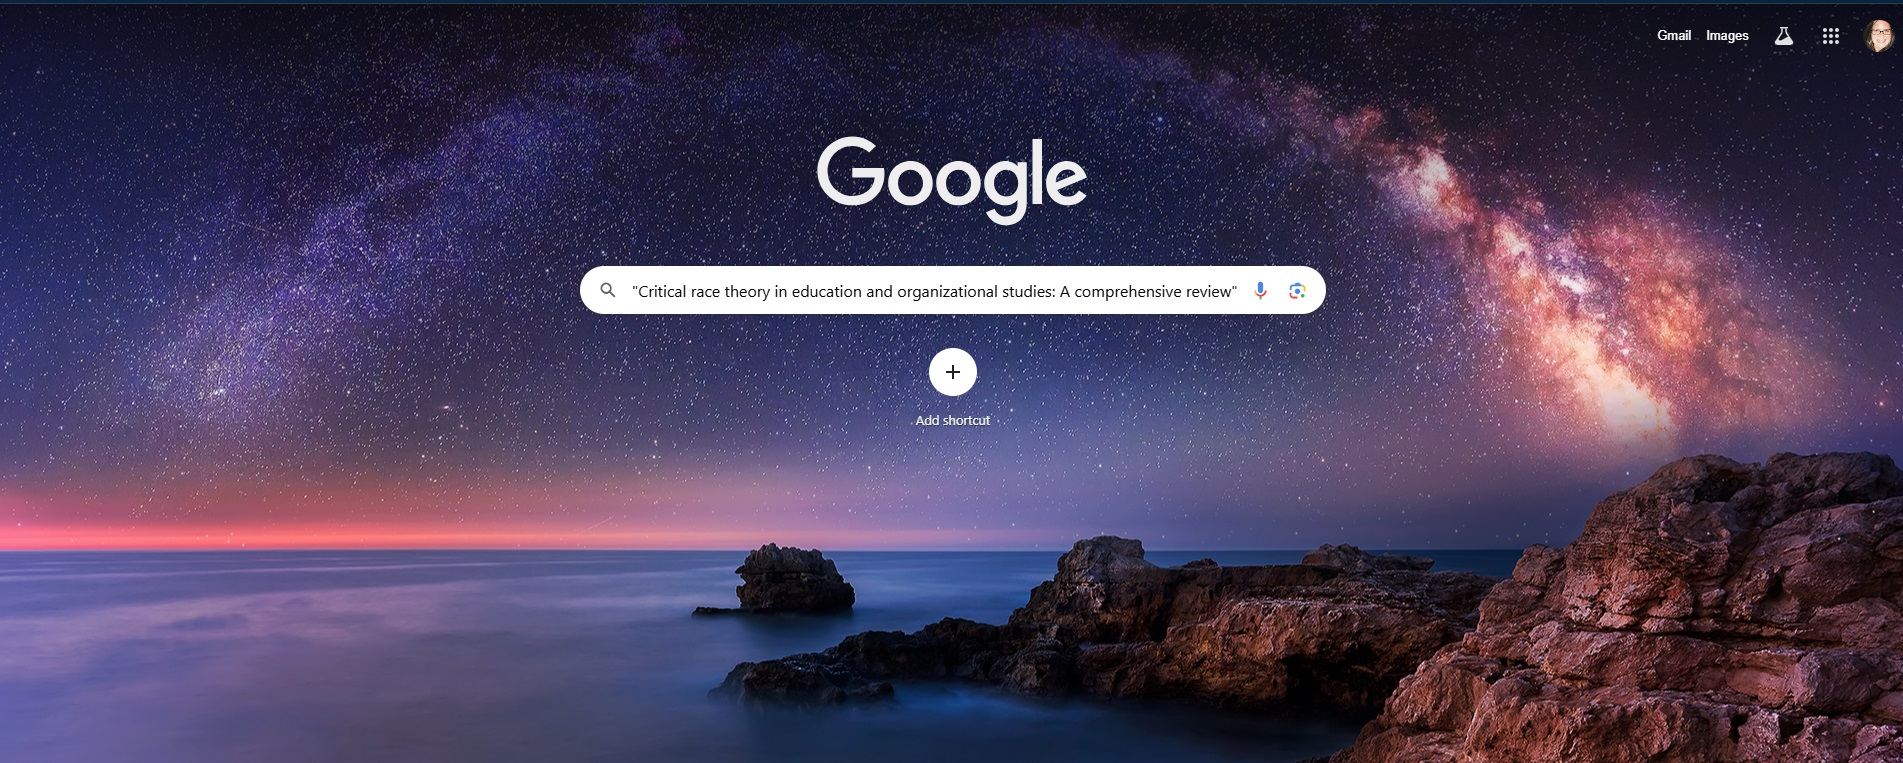 Gmail Images
Google
"Critical race theory in education and organizational studies: A comprehensive review"
Add shortcut